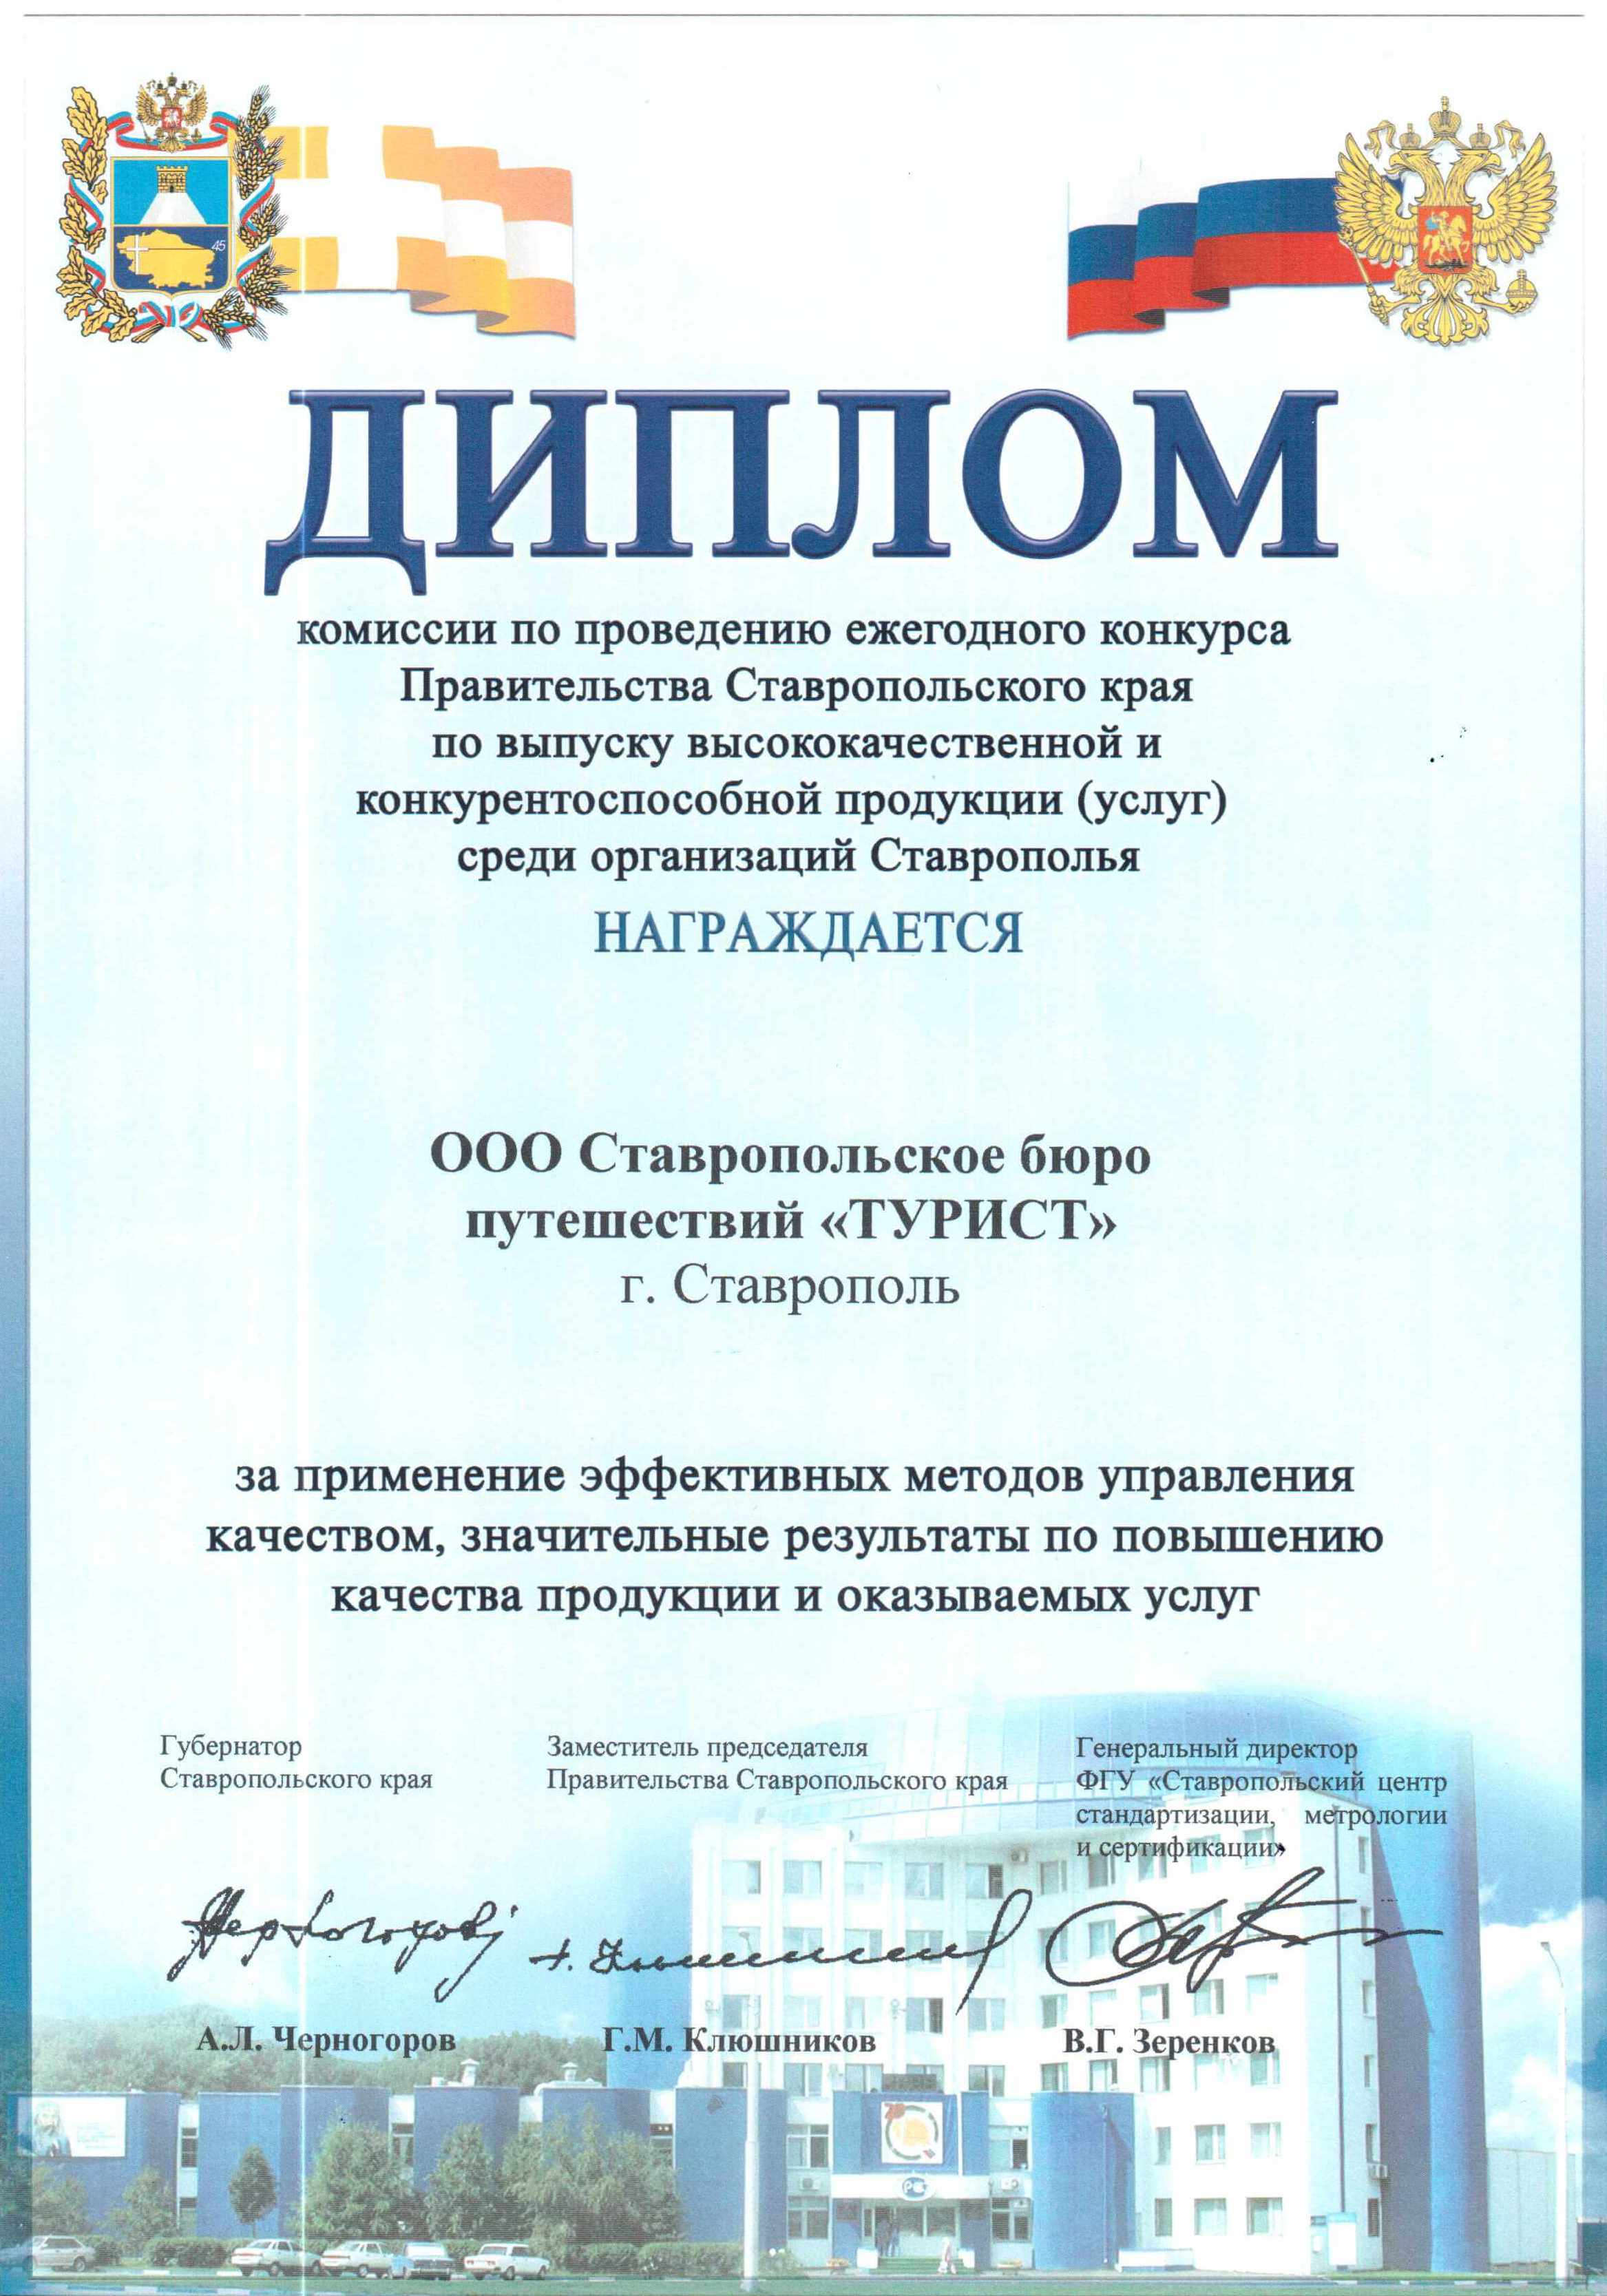 45
ДИПЛОМ
комиссии по проведению ежегодного конкурса
Правительства Ставропольского края
по выпуску высококачественной и
конкурентоспособной продукции (услуг)
среди организаций Ставрополья
НАГРАЖДАЕТСЯ
ООО Ставропольское бюро
путешествий «ТУРИСТ»
г. Ставрополь
за применение эффективных методов управления
качеством, значительные результаты по повышению
качества продукции и оказываемых услуг
Губернатор
Ставропольского края
Заместитель председателя
Правительства Ставропольского края
Генеральный директор
ФГУ «Ставропольский центр
стандартизации, метрологии
и сертификации»
А.Л. Черногоров
Г.М. Клюшников
В.Г. Зеренков